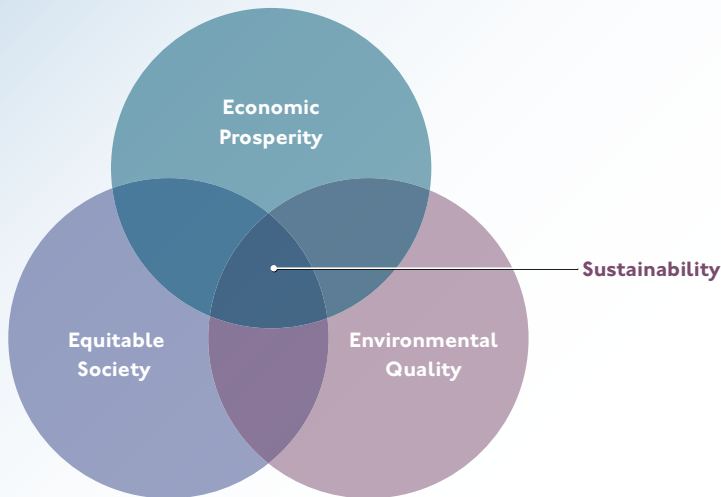 Economic
Prosperity
Sustainability
Equitable
Society
Environmental
Quality